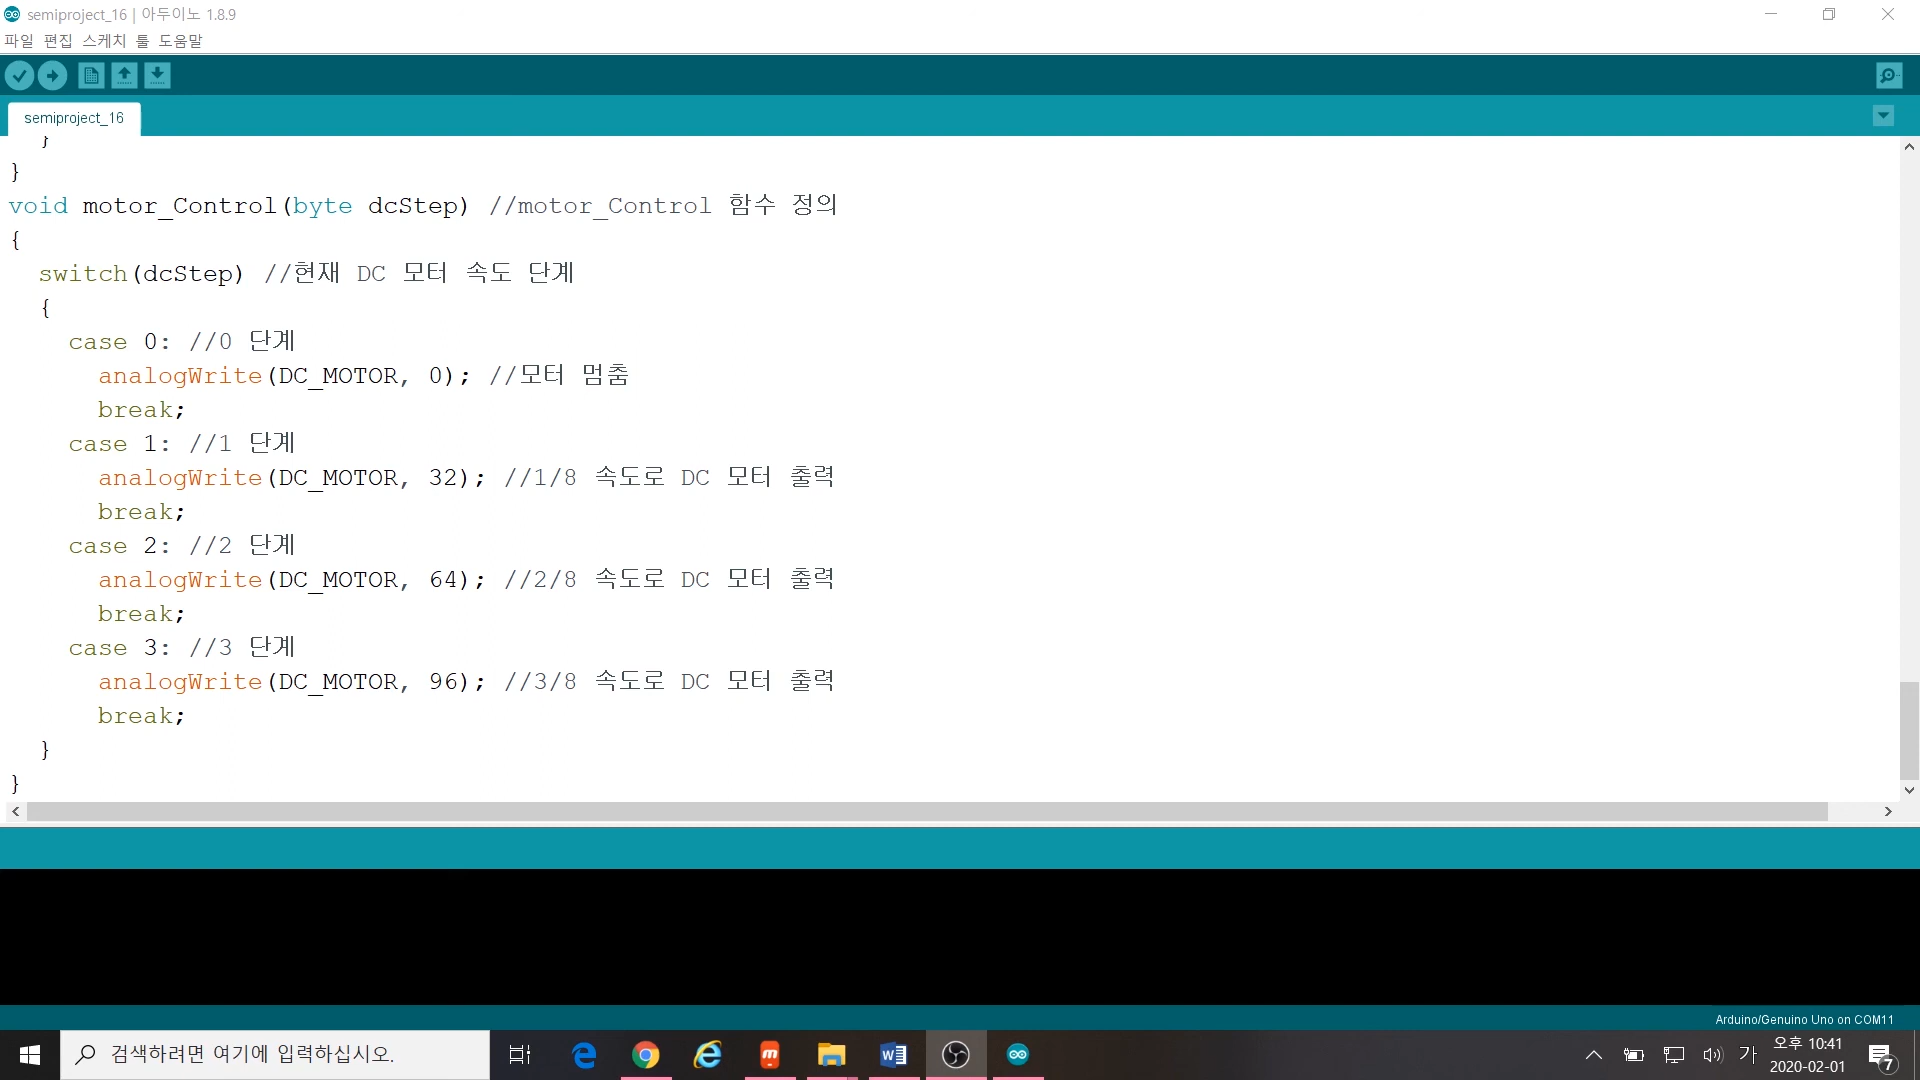 semiproject_16 | 아두이노 1.8.9
파일 편집 스케치 툴 도움말
semiproject_16
}
}
void motor_Control(byte dcStep) //motor_Control 함수 정의
{
switch(dcStep) //현재 DC 모터 속도 단계
{
case 0: //0 단계
analogWrite(DC_MOTOR, 0); //모터 멈춤
break;
case 1: //1 단계
analogWrite(DC_MOTOR, 32); //1/8 속도로 DC 모터 출력
break;
case 2: //2 단계
analogWrite(DC_MOTOR, 64); //2/8 속도로 DC 모터 출력
break;
case 3: //3 단계
analogWrite(DC_MOTOR, 96); //3/8 속도로 DC 모터 출력
break;
}
}
Arduino/Genuino Uno on COM11
검색하려면 여기에 입력하십시오.
가
오후 10:41
2020-02-01
7